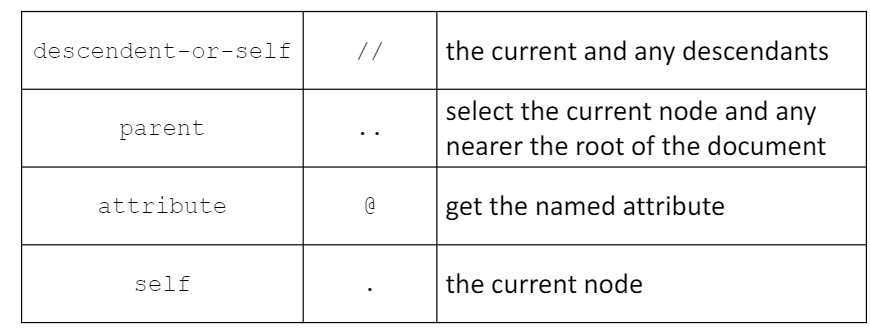 descendent-or-self // the current and any descendants
parent .. select the current node and any
nearer the root of the document
attribute @ get the named attribute
self . the current node